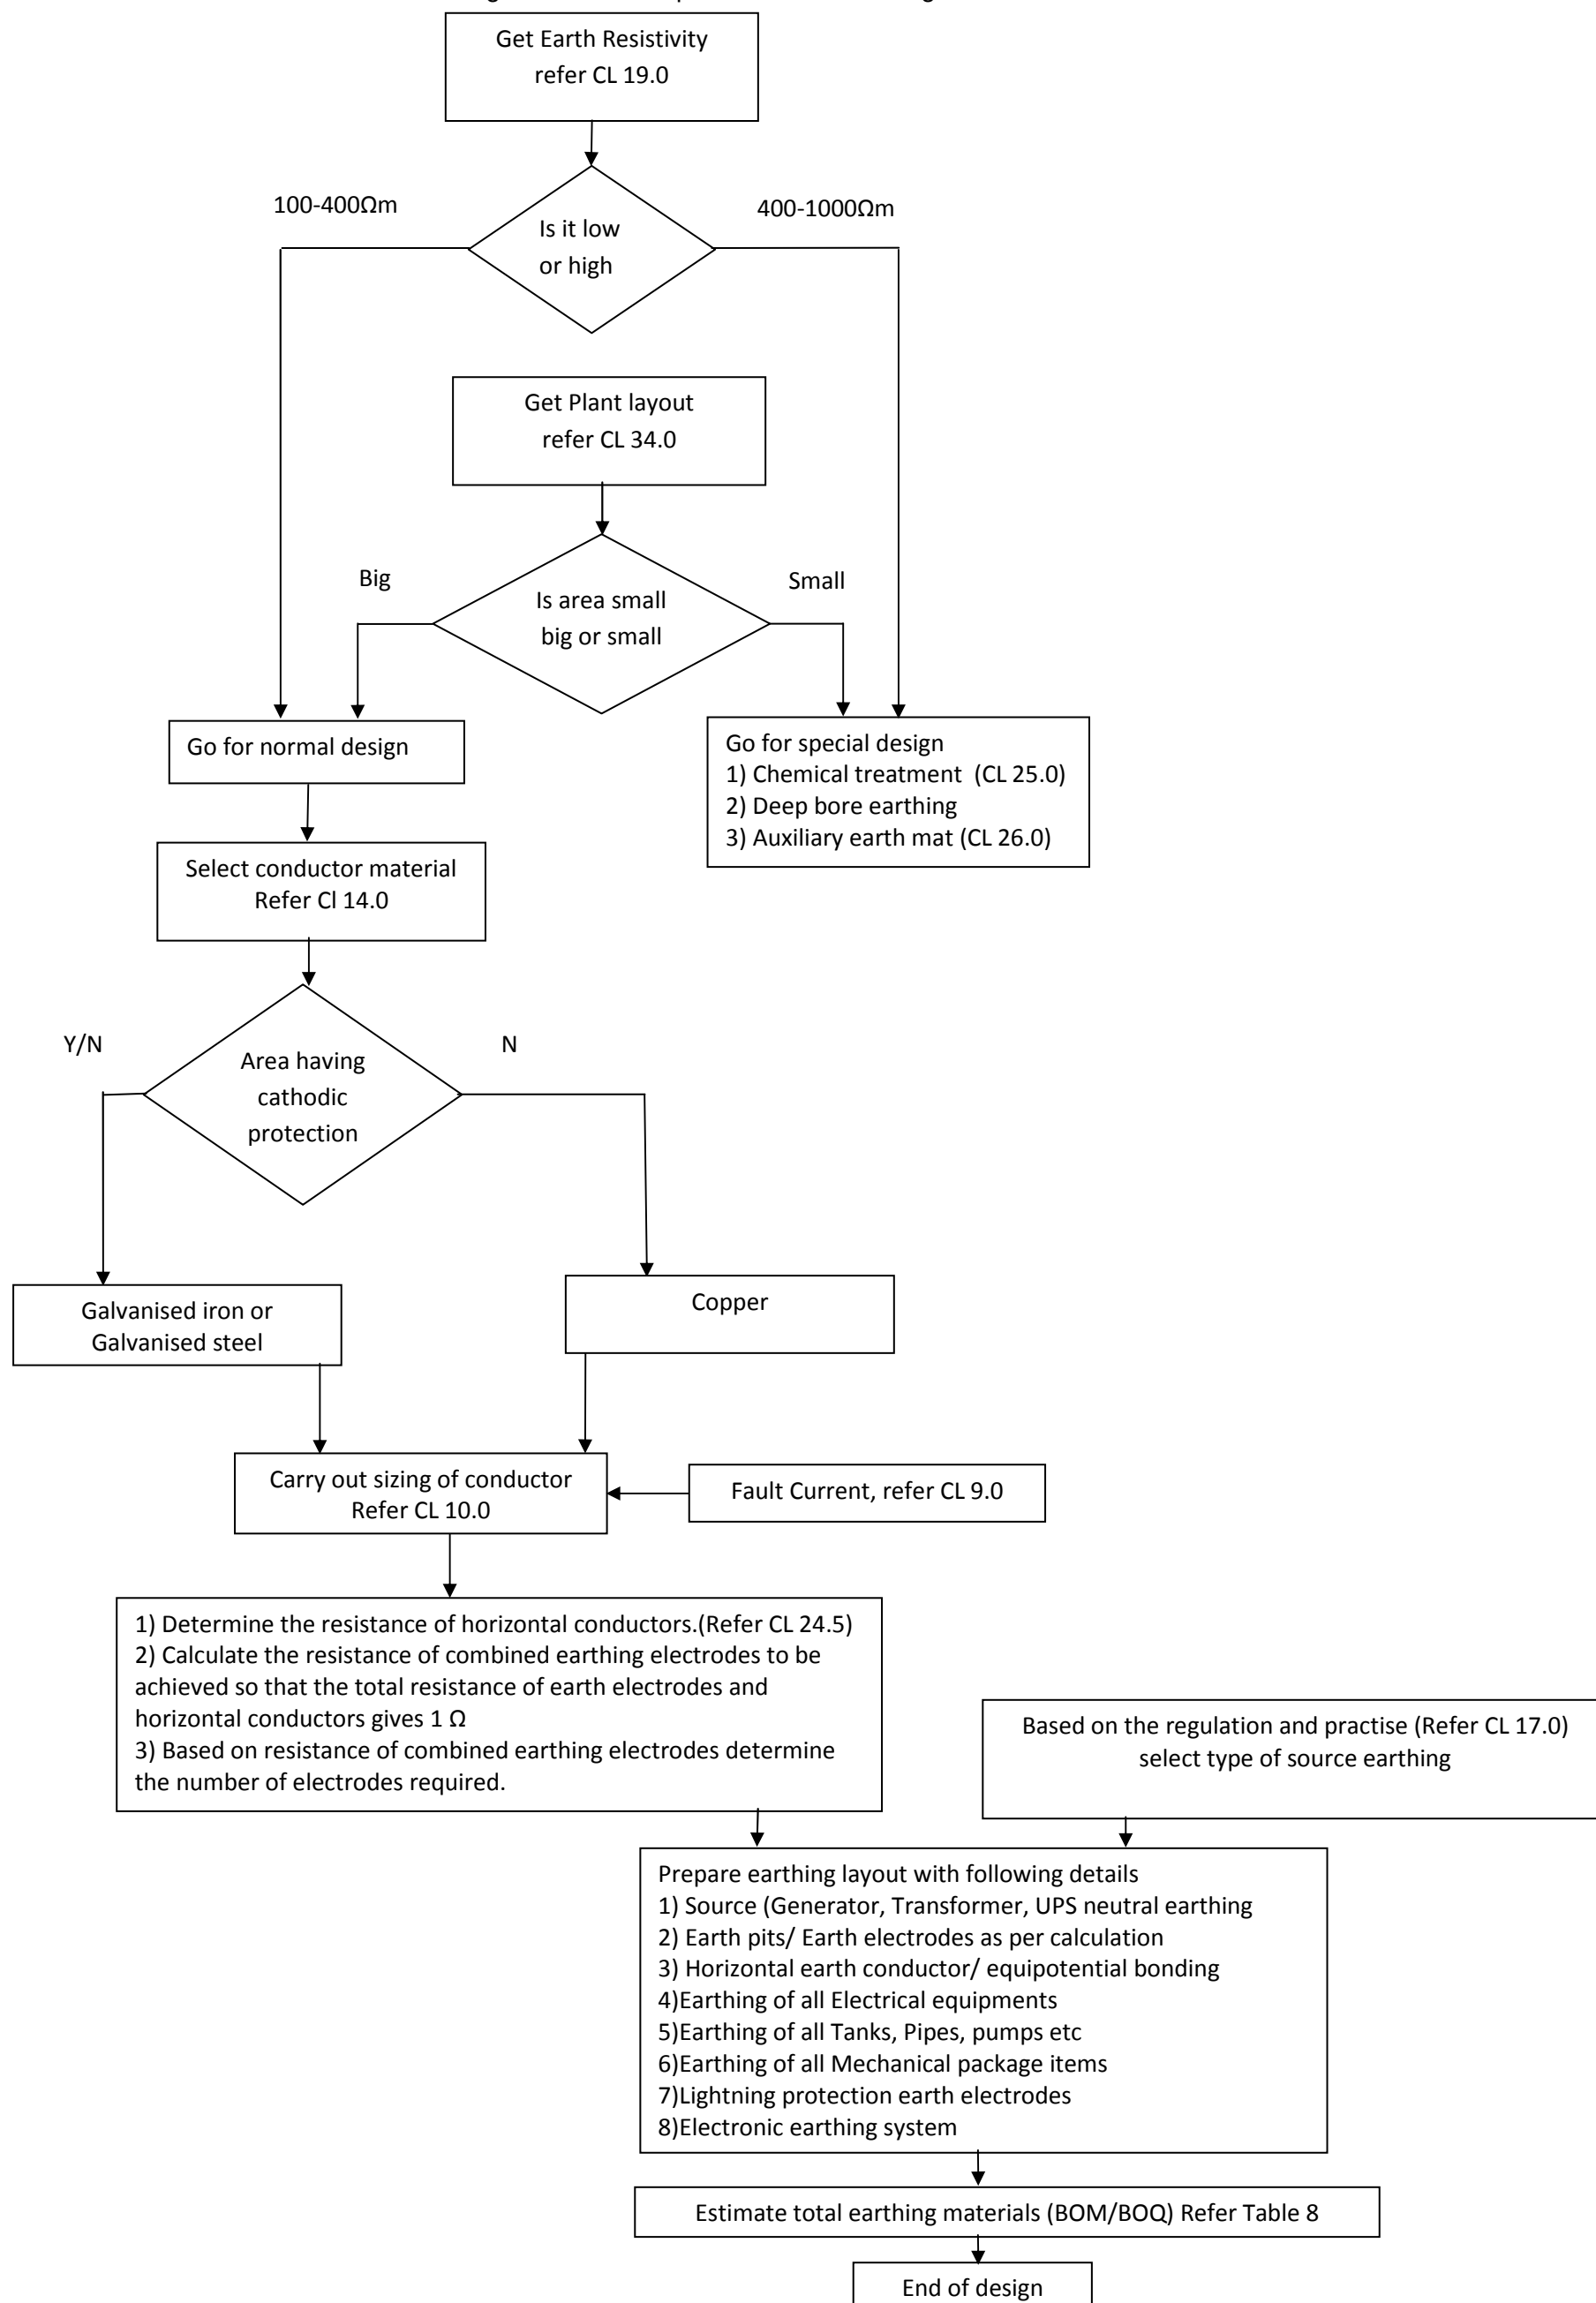 Get Earth Resistivity
refer CL 19.0
100-400Ωm
400-1000Ωm
Is it low
or high
Get Plant layout
refer CL 34.0
Big
Small
Is area small
big or small
Go for normal design
Go for special design
1) Chemical treatment (CL 25.0)
2) Deep bore earthing
3) Auxiliary earth mat (CL 26.0)
Select conductor material
Refer Cl 14.0
Y/N
N
Area having
cathodic
protection
Galvanised iron or
Galvanised steel
Copper
Carry out sizing of conductor
Refer CL 10.0
Fault Current, refer CL 9.0
1) Determine the resistance of horizontal conductors.(Refer CL 24.5)
2) Calculate the resistance of combined earthing electrodes to be
achieved so that the total resistance of earth electrodes and
horizontal conductors gives 1 Ω
3) Based on resistance of combined earthing electrodes determine
the number of electrodes required.
Based on the regulation and practise (Refer CL 17.0)
select type of source earthing
Prepare earthing layout with following details
1) Source (Generator, Transformer, UPS neutral earthing
2) Earth pits/ Earth electrodes as per calculation
3) Horizontal earth conductor/ equipotential bonding
4)Earthing of all Electrical equipments
5)Earthing of all Tanks, Pipes, pumps etc
6)Earthing of all Mechanical package items
7)Lightning protection earth electrodes
8)Electronic earthing system
Estimate total earthing materials (BOM/BOQ) Refer Table 8
End of design